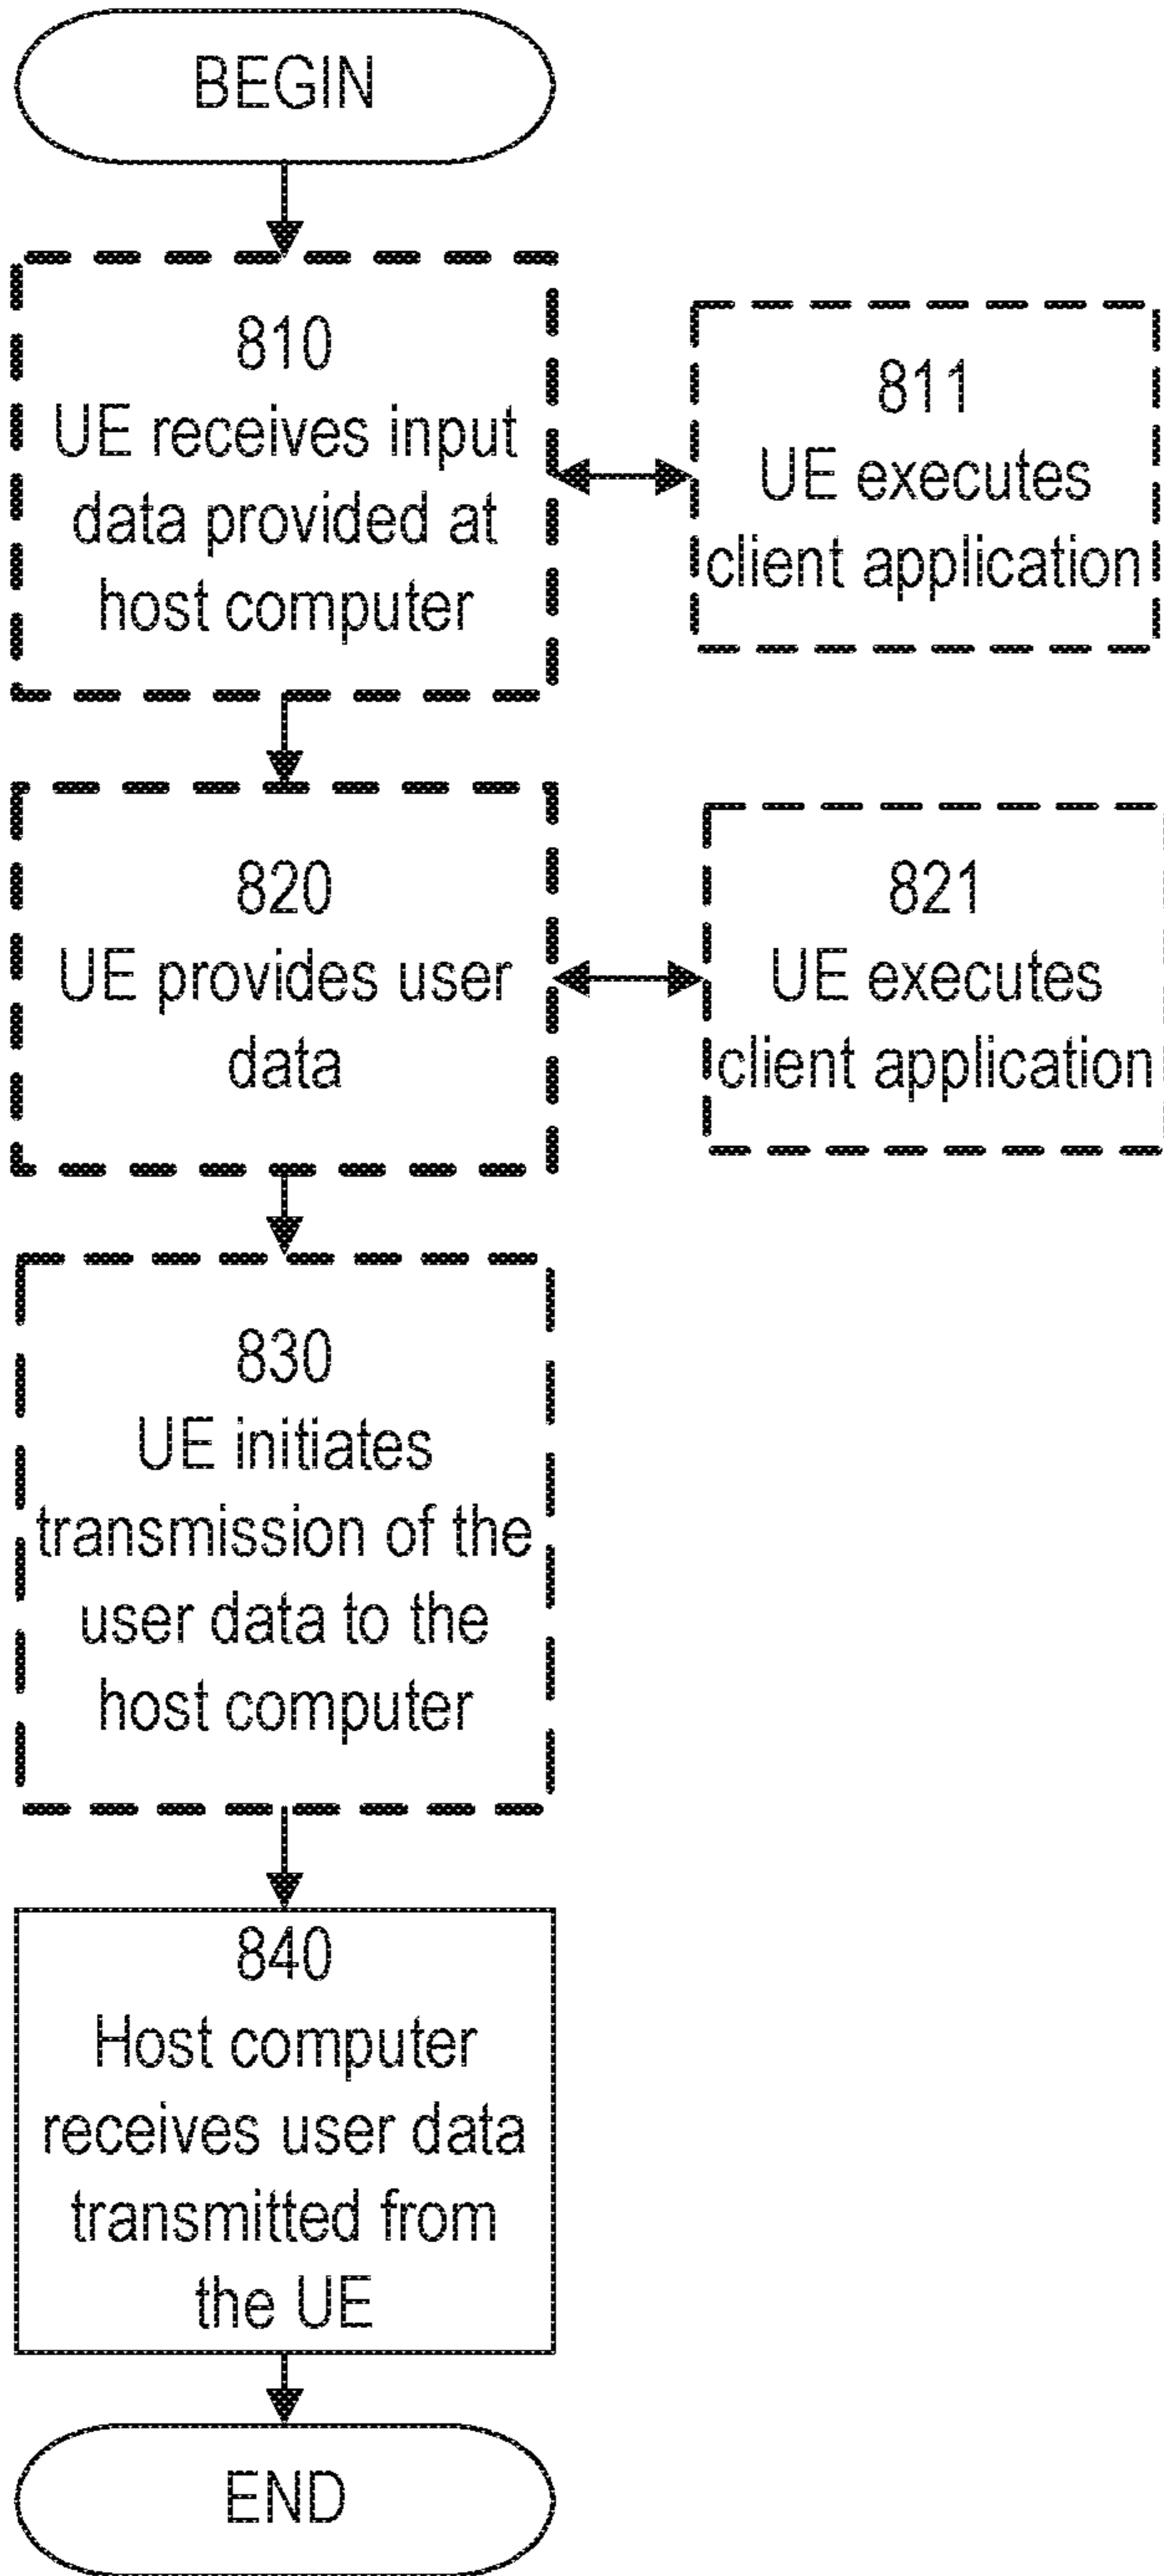 BEGIN
810
UE receives input
data provided at
host computer
811
UE executes
client application
820
UE provides user
data
821
UE executes
client application
830
UE initiates
transmission of the
user data to the
host computer
840
Host computer
receives user data
transmitted from
the UE
END